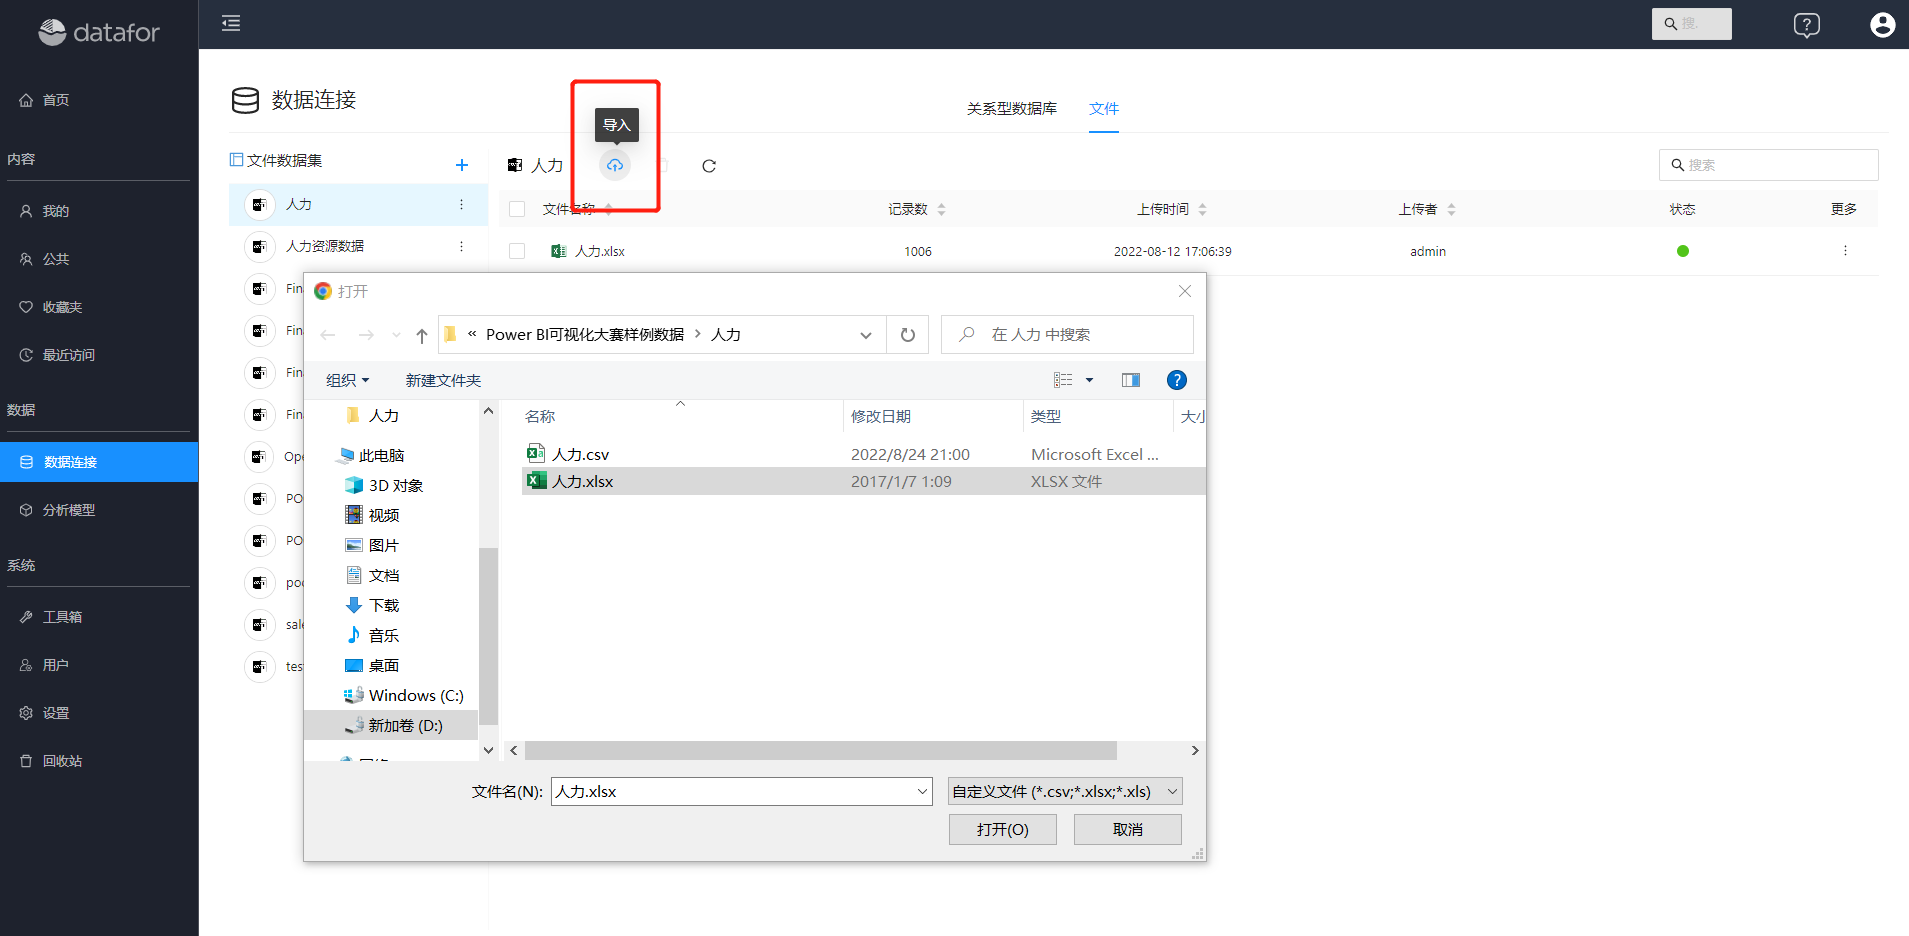 datafor
搜.
首页
内容
我的
公共
收藏夹
最近访问
数据
数据连接
分析模型
系统
工具箱
用户
设置
回收站
数据连接
关系型数据库
文件
文件数据集
人力
人力资源数据
Fin
Fin
Fin
Fin
Ope
PO
PO
poc
sale
tes
导入
人力
搜索
文件名称
记录数
上传时间
上传者
状态
更多
人力.xlsx
1006
2022-08-12 17:06:39
admin
打开
« Power BI可视化大赛样例数据 › 人力
在 人力 中搜索
组织
新建文件夹
人力
此电脑
3D 对象
视频
图片
文档
下载
音乐
桌面
Windows (C:)
新加卷 (D:)
名称
修改日期
类型
大小
人力.csv
2022/8/24 21:00
Microsoft Excel ...
人力.xlsx
2017/1/7 1:09
XLSX 文件
文件名(N):
人力.xlsx
自定义文件 (*.csv;*.xlsx;*.xls)
打开(O)
取消